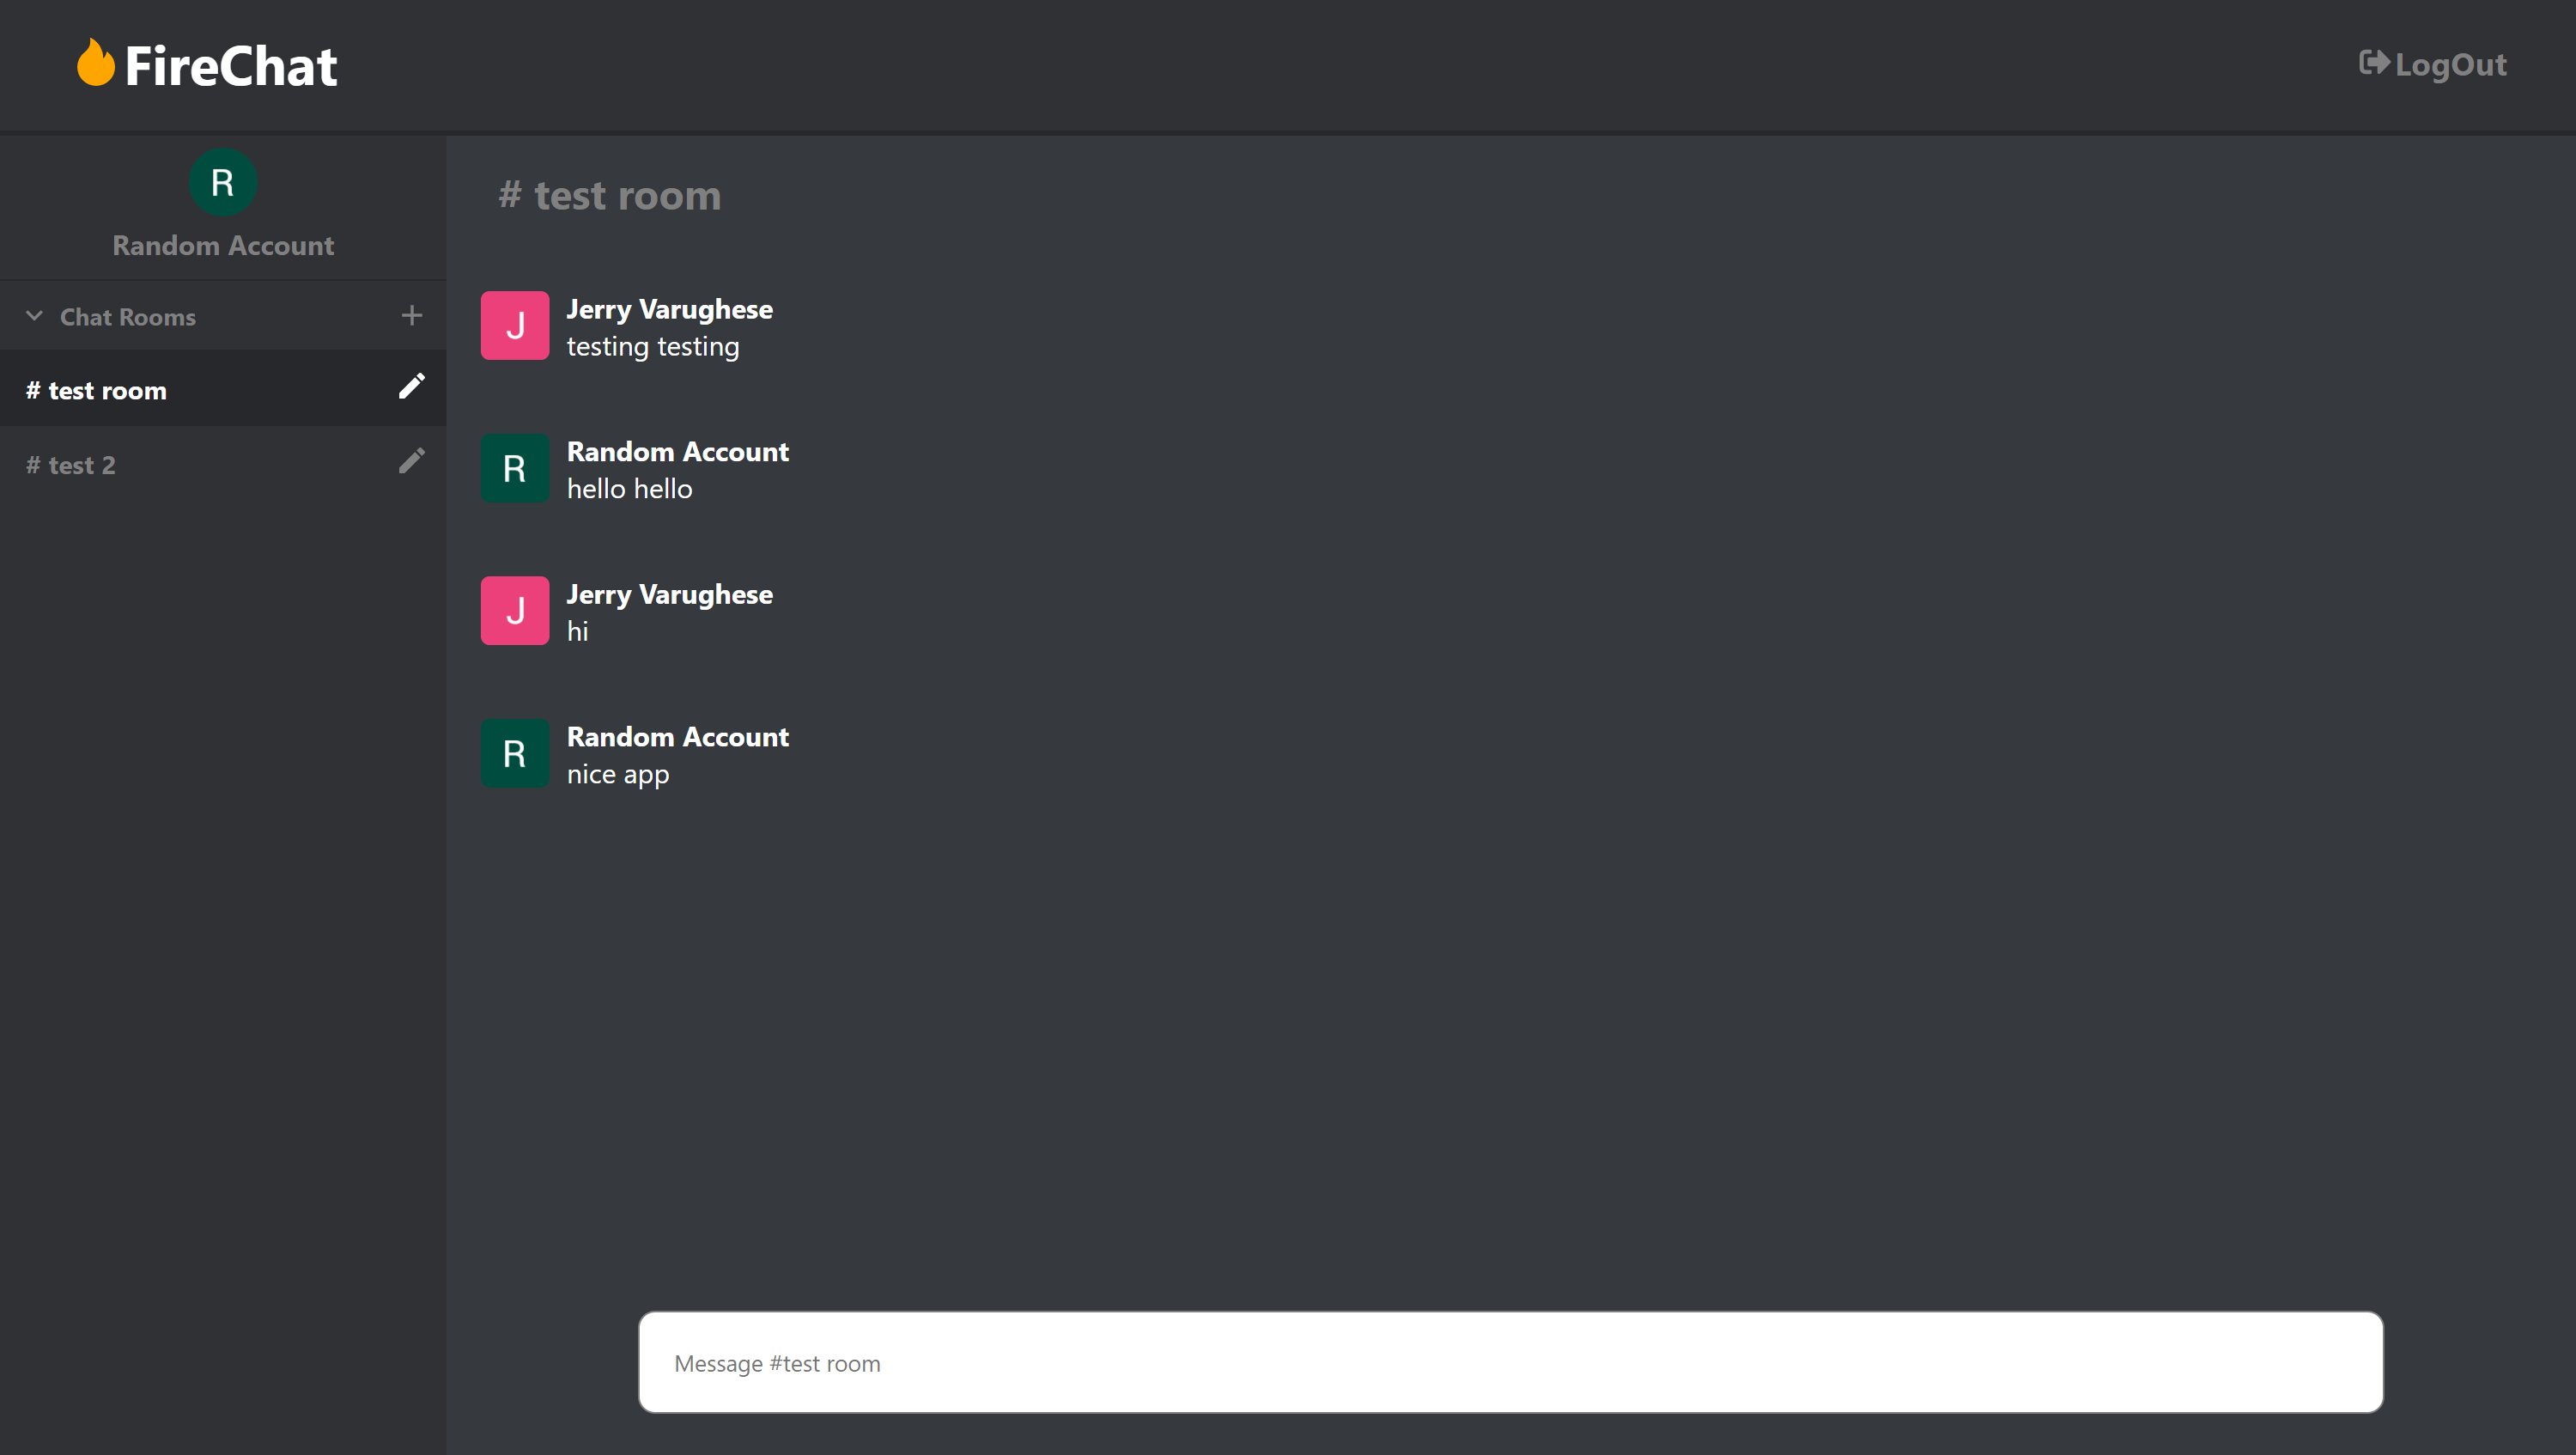 FireChat
LogOut
R
Random Account
Chat Rooms
# test room
# test 2
# test room
J
Jerry Varughese
testing testing
R
Random Account
hello hello
J
Jerry Varughese
hi
R
Random Account
nice app
Message #test room